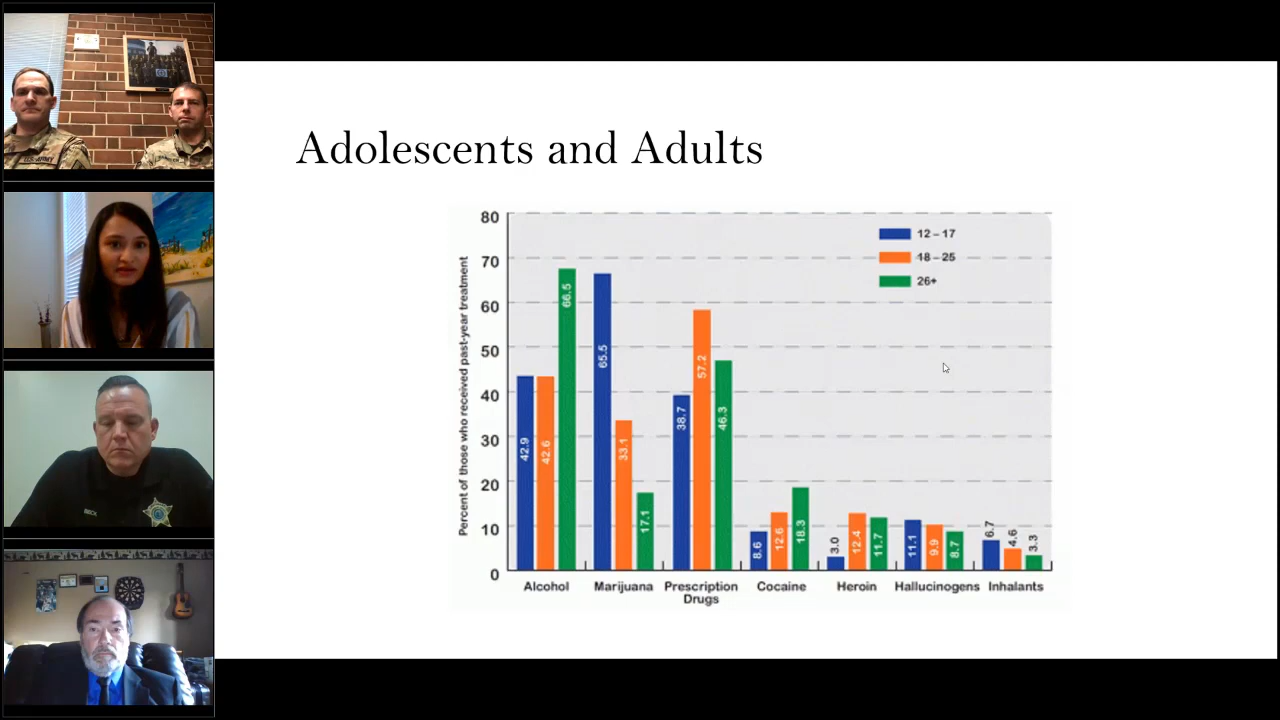 Adolescents and Adults
Percent of those who received past-year treatment
80
70
60
50
40
30
20
10
0
12 – 17
18 – 25
26+
42.9
42.6
66.5
65.5
33.1
17.1
38.7
57.2
46.3
8.6
12.6
18.3
3.0
12.4
11.7
11.1
9.9
8.7
6.7
4.6
3.3
Alcohol
Marijuana
Prescription
Drugs
Cocaine
Heroin
Hallucinogens
Inhalants
U.S. ARMY
BECK